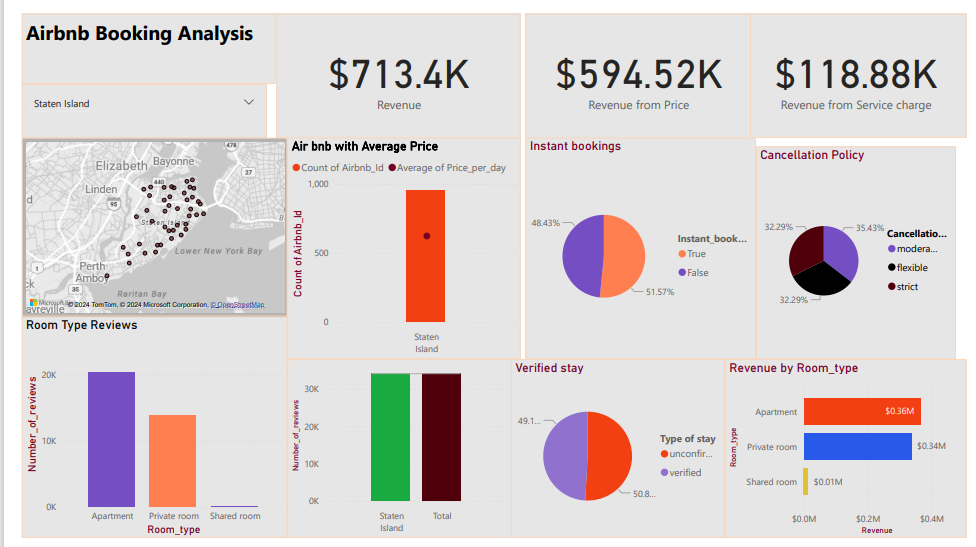 Airbnb Booking Analysis
Staten Island
$713.4K
Revenue
$594.52K
Revenue from Price
$118.88K
Revenue from Service charge
Elizabeth
Bayonne
Linden
478
440
27
95
Lower New York Bay
Perth
Amboy
35
1
Raritan Bay
© 2024 TomTom, © 2024 Microsoft Corporation, © OpenStreetMap
Air bnb with Average Price
Count of Airbnb_Id
Average of Price_per_day
Count of Airbnb_Id
1,000
500
0
Staten
Island
Instant bookings
48.43%
51.57%
Instant_book...
True
False
Cancellation Policy
32.29%
35.43%
32.29%
Cancellatio...
modera...
flexible
strict
Room Type Reviews
Number_of_reviews
20K
10K
0K
Apartment
Private room
Shared room
Room_type
Number_of_reviews
30K
20K
10K
0K
Staten
Island
Total
Verified stay
49.1...
50.8...
Type of stay
unconfir...
verified
Revenue by Room_type
Room_type
Apartment
$0.36M
Private room
$0.34M
Shared room
$0.01M
$0.0M
$0.2M
$0.4M
Revenue